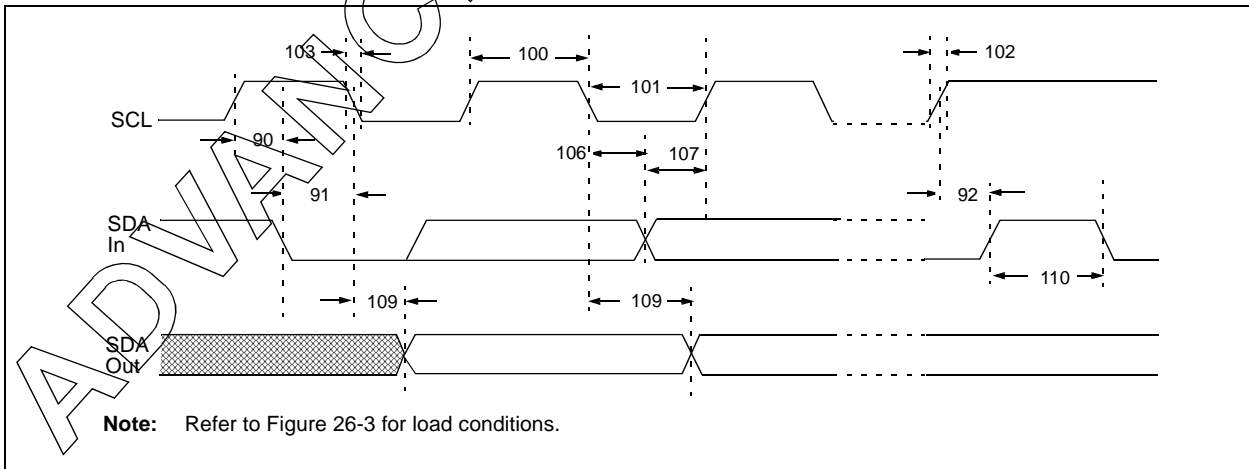 103
100
102
101
SCL
90
106
107
91
92
SDA
In
110
109
109
SDA
Out
Note: Refer to Figure 26-3 for load conditions.
ADVANC